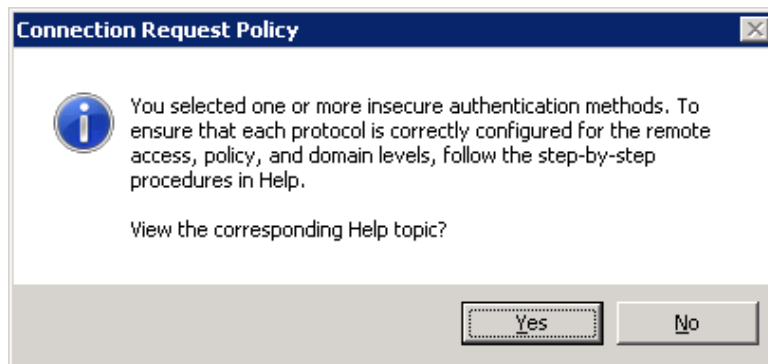 Connection Request Policy
You selected one or more insecure authentication methods. To
ensure that each protocol is correctly configured for the remote
access, policy, and domain levels, follow the step-by-step
procedures in Help.
View the corresponding Help topic?
Yes
No